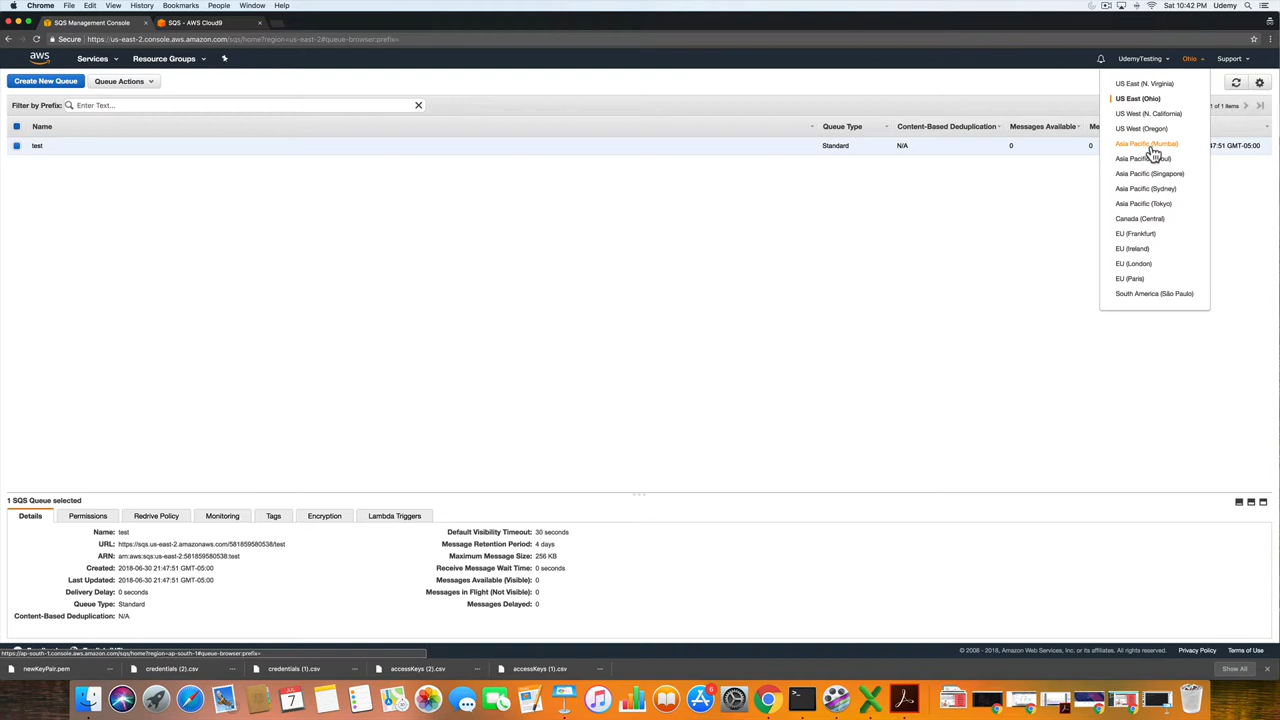 Chrome File Edit View History Bookmarks People Window Help
Sat 10:42 PM Udemy
SQS Management Console
SQS - AWS Cloud9
Secure https://us-east-2.console.aws.amazon.com/sqs/home?region=us-east-2#queue-browser:prefix=
aws Services Resource Groups UdemyTesting Ohio Support
Create New Queue Queue Actions
US East (N. Virginia)
US East (Ohio)
US West (N. California)
US West (Oregon)
Asia Pacific (Mumbai)
Asia Pacific
Asia Pacific (Singapore)
Asia Pacific (Sydney)
Asia Pacific (Tokyo)
Canada (Central)
EU (Frankfurt)
EU (Ireland)
EU (London)
EU (Paris)
South America (São Paulo)
Filter by Prefix: Enter Text...
of 1 items
Name Queue Type Content-Based Deduplication Messages Available
test Standard N/A 0 0 47:51 GMT-05:00
1 SQS Queue selected
Details Permissions Redrive Policy Monitoring Tags Encryption Lambda Triggers
Name: test
URL: https://sqs.us-east-2.amazonaws.com/581859580538/test
ARN: arn:aws:sqs:us-east-2:581859580538:test
Created: 2018-06-30 21:47:51 GMT-05:00
Last Updated: 2018-06-30 21:47:51 GMT-05:00
Delivery Delay: 0 seconds
Queue Type: Standard
Content-Based Deduplication: N/A
Default Visibility Timeout: 30 seconds
Message Retention Period: 4 days
Maximum Message Size: 256 KB
Receive Message Wait Time: 0 seconds
Messages Available (Visible): 0
Messages in Flight (Not Visible): 0
Messages Delayed: 0
https://ap-south-1.console.aws.amazon.com/sqs/home?region=ap-south-1#queue-browser:prefix=
© 2008 - 2018, Amazon Web Services, Inc. or its affiliates. All rights reserved. Privacy Policy Terms of Use
newKeyPair.pem credentials (2).csv credentials (1).csv accessKeys (2).csv accessKeys (1).csv Show All